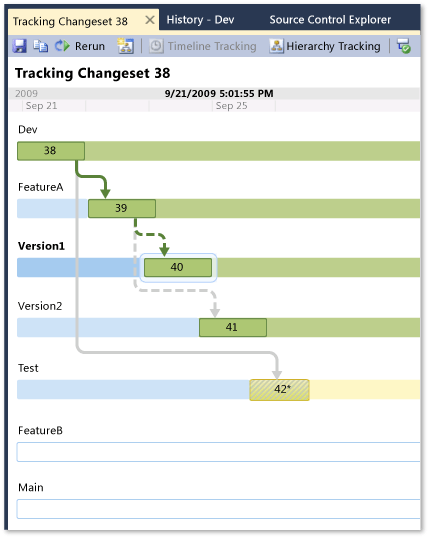 Tracking Changeset 38 History - Dev Source Control Explorer
Rerun Timeline Tracking Hierarchy Tracking
Tracking Changeset 38
2009 9/21/2009 5:01:55 PM
Sep 21 Sep 25
Dev
38
FeatureA
39
Version1
40
Version2
41
Test
42*
FeatureB
Main